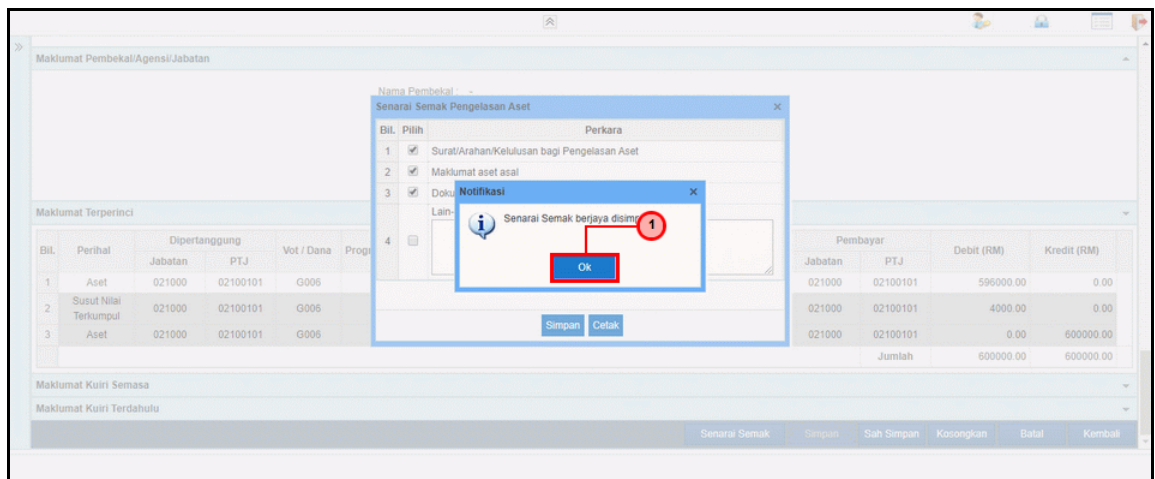 Maklumat Pembekal/Agensi/Jabatan
Nama Pembekal : -
Senarai Semak Pengelasan Aset
Bil. Pilih Perkara
1 Surat/Arahan/Kelulusan bagi Pengelasan Aset
2 Maklumat aset asal
3
Notifikasi
Senarai Semak berjaya
1
4
Ok
Simpan Cetak
Maklumat Terperinci
Bil. Perihal Dipertanggung Vot / Dana Pembayar Debit (RM) Kredit (RM)
Jabatan PTJ Jabatan PTJ
1 Aset 021000 02100101 G006 021000 02100101 596000.00 0.00
2 Susut Nilai Terkumpul 021000 02100101 G006 021000 02100101 4000.00 0.00
3 Aset 021000 02100101 G006 021000 02100101 0.00 600000.00
Jumlah 600000.00 600000.00
Maklumat Kuiri Semasa
Maklumat Kuiri Terdahulu
Senarai Semak Simpan Sah Simpan Kosongkan Batal Kembali